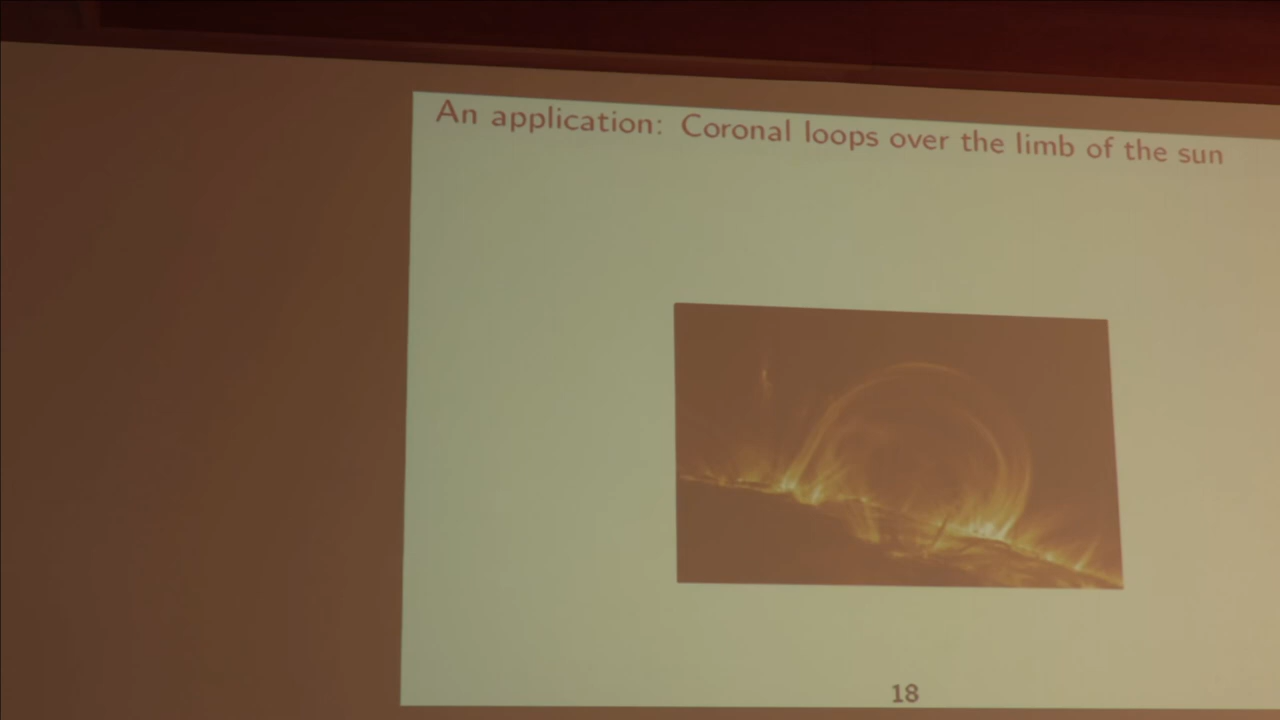 An application: Coronal loops over the limb of the sun
18